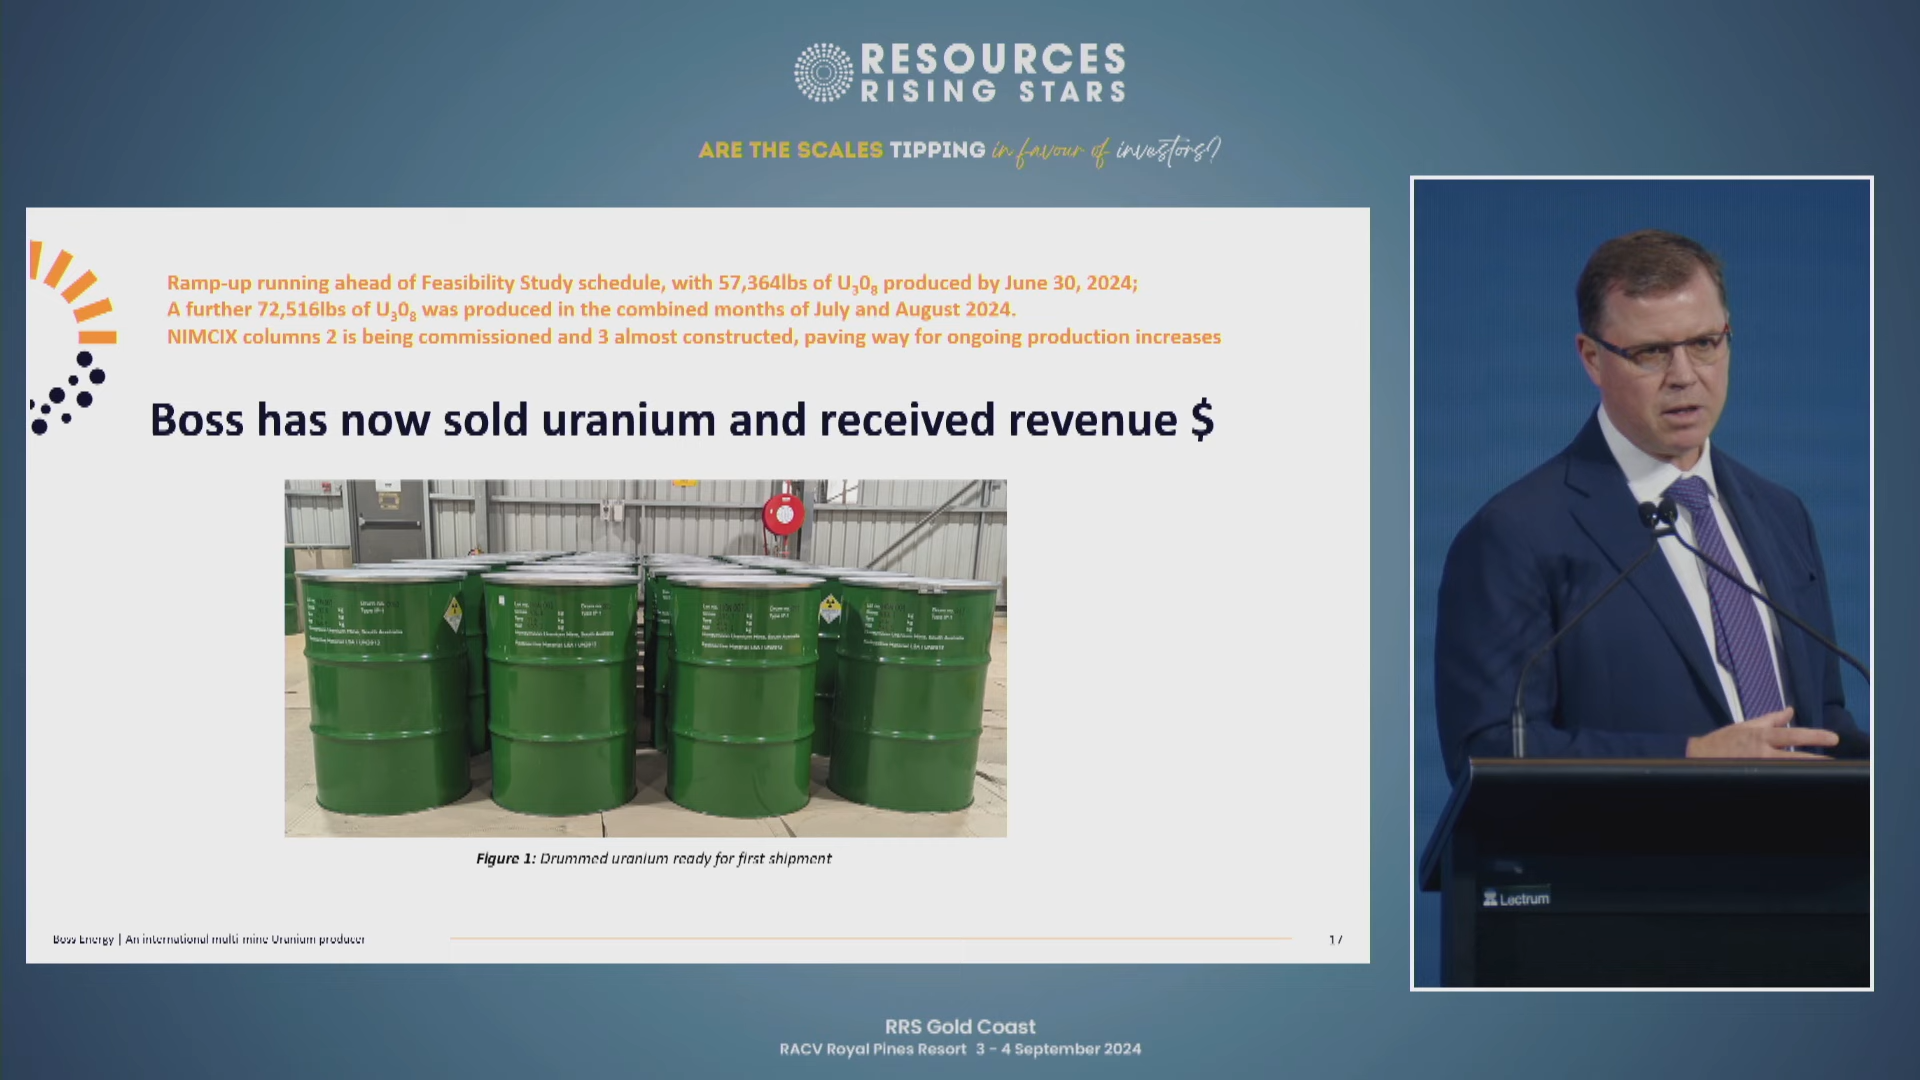 RESOURCES
RISING STARS
ARE THE SCALES TIPPING in favour of investors?
Ramp-up running ahead of Feasibility Study schedule, with 57,364lbs of U₃0₈ produced by June 30, 2024;
A further 72,516lbs of U₃0₈ was produced in the combined months of July and August 2024.
NIMCIX columns 2 is being commissioned and 3 almost constructed, paving way for ongoing production increases
Boss has now sold uranium and received revenue $
Figure 1: Drummed uranium ready for first shipment
Boss Energy | An international multi mine Uranium producer
17
Lectrum
RRS Gold Coast
RACV Royal Pines Resort 3 - 4 September 2024